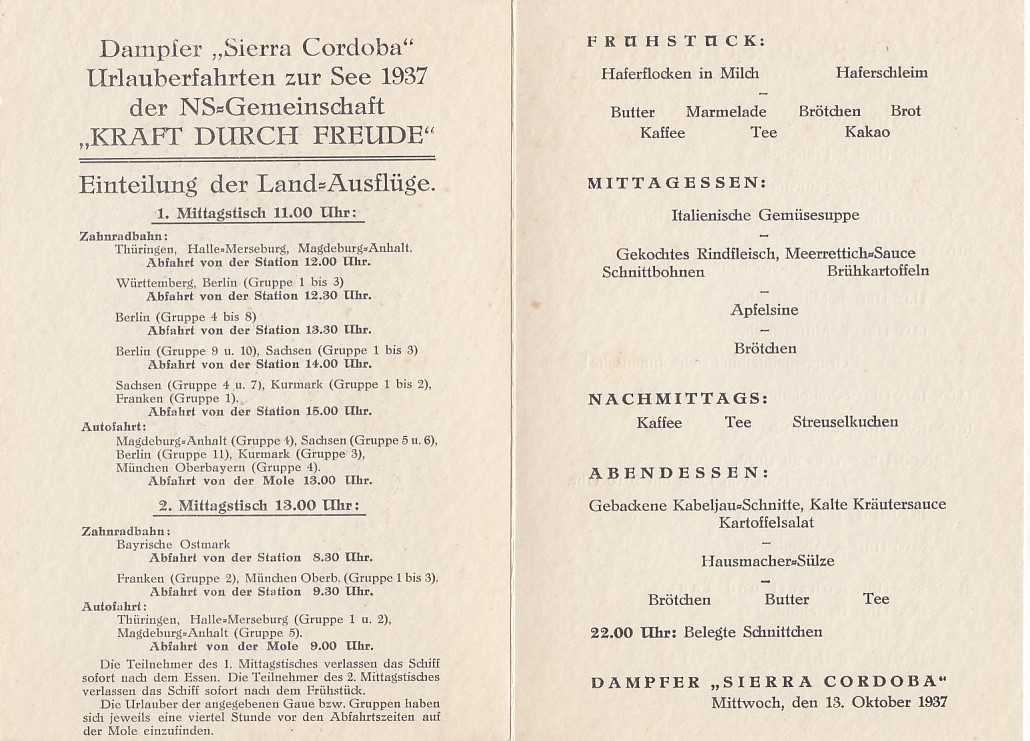 Dampfer „Sierra Cordoba“
Urlauberfahrten zur See 1937
der NS=Gemeinschaft
„KRAFT DURCH FREUDE“
Einteilung der Land=Ausflüge.
1. Mittagstisch 11.00 Uhr:
Zahnradbahn:
Thüringen, Halle=Merseburg, Magdeburg=Anhalt.
Abfahrt von der Station 12.00 Uhr.
Württemberg, Berlin (Gruppe 1 bis 3)
Abfahrt von der Station 12.30 Uhr.
Berlin (Gruppe 4 bis 8)
Abfahrt von der Station 13.30 Uhr.
Berlin (Gruppe 9 u. 10), Sachsen (Gruppe 1 bis 3)
Abfahrt von der Station 14.00 Uhr.
Sachsen (Gruppe 4 u. 7), Kurmark (Gruppe 1 bis 2),
Franken (Gruppe 1).
Abfahrt von der Station 15.00 Uhr.
Autofahrt:
Magdeburg=Anhalt (Gruppe 4), Sachsen (Gruppe 5 u. 6),
Berlin (Gruppe 11), Kurmark (Gruppe 3),
München Oberbayern (Gruppe 4).
Abfahrt von der Mole 13.00 Uhr.
2. Mittagstisch 13.00 Uhr:
Zahnradbahn:
Bayrische Ostmark
Abfahrt von der Station 8.30 Uhr.
Franken (Gruppe 2), München Oberb. (Gruppe 1 bis 3).
Abfahrt von der Station 9.30 Uhr.
Autofahrt:
Thüringen, Halle=Merseburg (Gruppe 1 u. 2),
Magdeburg=Anhalt (Gruppe 5).
Abfahrt von der Mole 9.00 Uhr.
Die Teilnehmer des 1. Mittagstisches verlassen das Schiff
sofort nach dem Essen. Die Teilnehmer des 2. Mittagstisches
verlassen das Schiff sofort nach dem Frühstück.
Die Urlauber der angegebenen Gaue bzw. Gruppen haben
sich jeweils eine viertel Stunde vor den Abfahrtszeiten auf
der Mole einzufinden.
FRÜHSTÜCK:
Haferflocken in Milch Haferschleim
–
Butter Marmelade Brötchen Brot
Kaffee Tee Kakao
MITTAGESSEN:
Italienische Gemüsesuppe
–
Gekochtes Rindfleisch, Meerrettich=Sauce
Schnittbohnen Brühkartoffeln
–
Apfelsine
–
Brötchen
NACHMITTAGS:
Kaffee Tee Streuselkuchen
ABENDESSEN:
Gebackene Kabeljau=Schnitte, Kalte Kräutersauce
Kartoffelsalat
–
Hausmacher=Sülze
–
Brötchen Butter Tee
22.00 Uhr: Belegte Schnittchen
DAMPFER „SIERRA CORDOBA“
Mittwoch, den 13. Oktober 1937